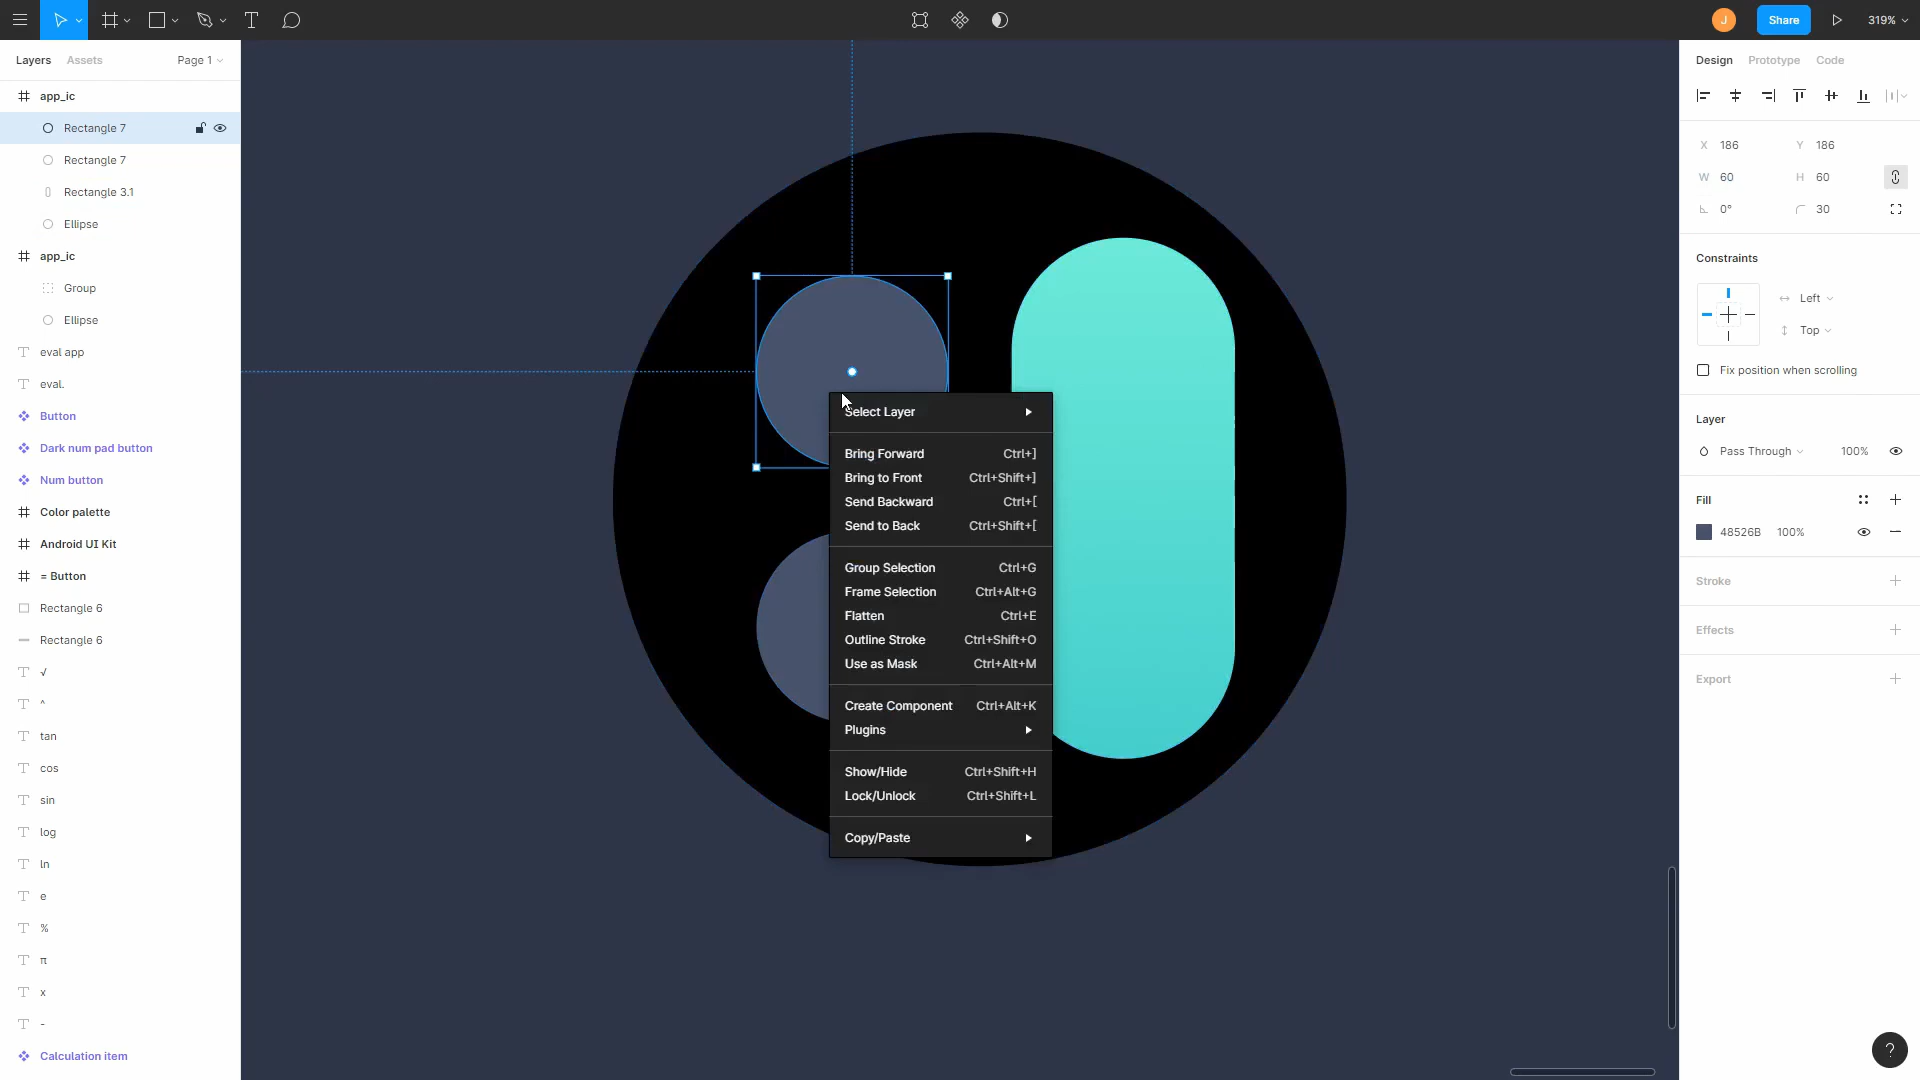 J
Share
319%
Layers
Assets
Page 1
app_ic
Rectangle 7
Rectangle 7
Rectangle 3.1
Ellipse
app_ic
Group
Ellipse
eval app
eval.
Button
Dark num pad button
Num button
Color palette
Android UI Kit
= Button
Rectangle 6
Rectangle 6
√
^
tan
cos
sin
log
ln
e
%
π
x
-
Calculation item
Select Layer
Bring Forward Ctrl+]
Bring to Front Ctrl+Shift+]
Send Backward Ctrl+[
Send to Back Ctrl+Shift+[
Group Selection Ctrl+G
Frame Selection Ctrl+Alt+G
Flatten Ctrl+E
Outline Stroke Ctrl+Shift+O
Use as Mask Ctrl+Alt+M
Create Component Ctrl+Alt+K
Plugins
Show/Hide Ctrl+Shift+H
Lock/Unlock Ctrl+Shift+L
Copy/Paste
Design Prototype Code
X 186 Y 186
W 60 H 60
0° 30
Constraints
Left
Top
Fix position when scrolling
Layer
Pass Through 100%
Fill
48526B 100%
Stroke
Effects
Export
?